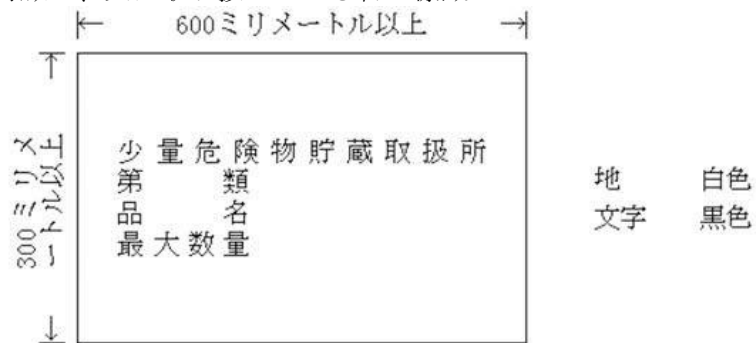 600ミリメートル以上
300ミリメートル以上
少量危険物貯蔵取扱所
第　　類
品　　名
最大数量
地　　白色
文字　黒色